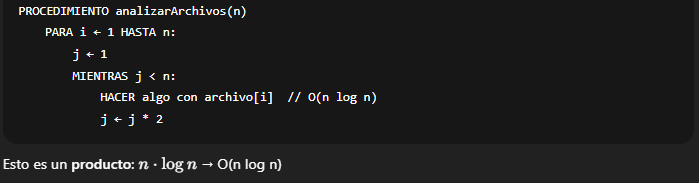 PROCEDIMIENTO analizarArchivos(n)
PARA i ← 1 HASTA n:
j ← 1
MIENTRAS j < n:
HACER algo con archivo[i]  // O(n log n)
j ← j * 2
Esto es un producto: n · log n → O(n log n)